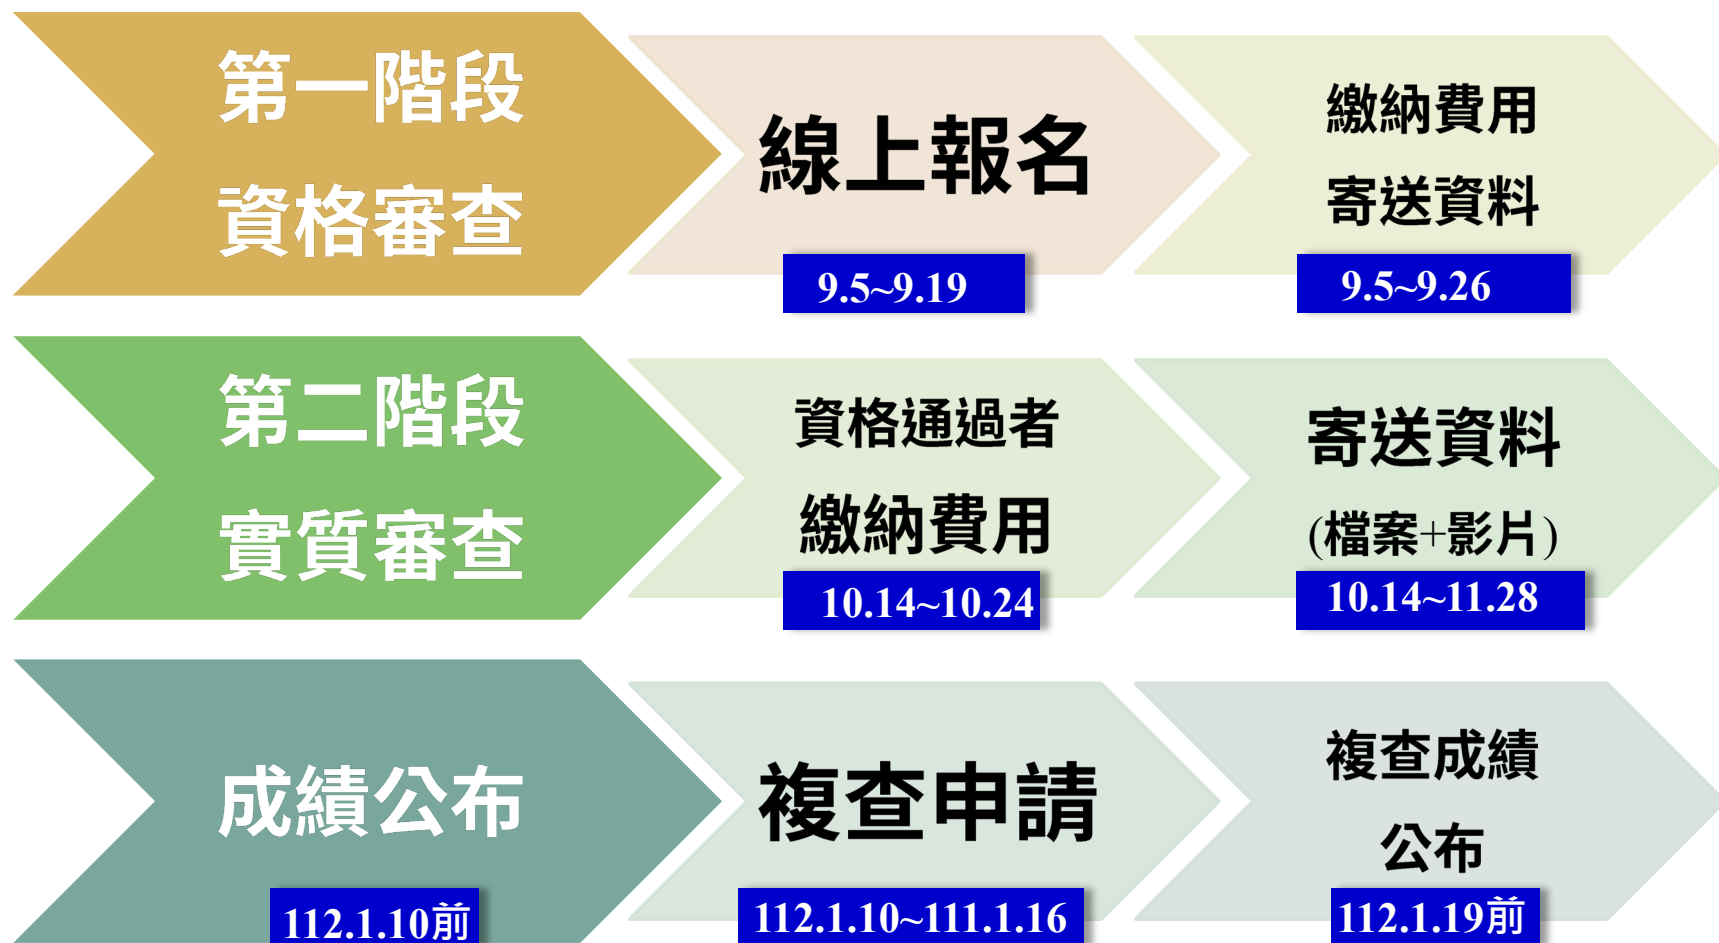 第一階段
資格審查
線上報名
9.5~9.19
繳納費用
寄送資料
9.5~9.26
第二階段
實質審查
資格通過者
繳納費用
10.14~10.24
寄送資料
(檔案+影片)
10.14~11.28
成績公布
112.1.10前
複查申請
112.1.10~111.1.16
複查成績
公布
112.1.19前